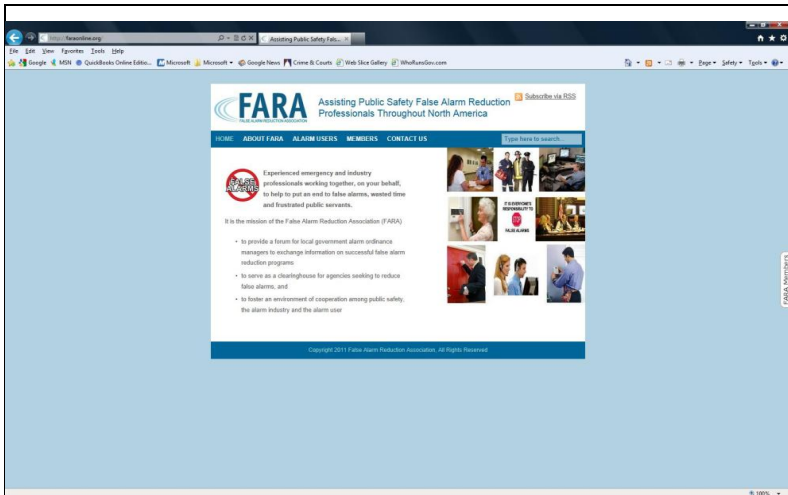 http://faraonline.org/
Assisting Public Safety Fals...
File Edit View Favorites Tools Help
Google MSN QuickBooks Online Editio... Microsoft Microsoft Google News Crime & Courts Web Slice Gallery WhoRunsGov.com
Page Safety Tools
FARA
FALSE ALARM REDUCTION ASSOCIATION
Assisting Public Safety False Alarm Reduction
Professionals Throughout North America
Subscribe via RSS
HOME ABOUT FARA ALARM USERS MEMBERS CONTACT US
Type here to search...
FALSE
ALARMS
Experienced emergency and industry
professionals working together, on your behalf,
to help to put an end to false alarms, wasted time
and frustrated public servants.
It is the mission of the False Alarm Reduction Association (FARA)
• to provide a forum for local government alarm ordinance
managers to exchange information on successful false alarm
reduction programs
• to serve as a clearinghouse for agencies seeking to reduce
false alarms, and
• to foster an environment of cooperation among public safety,
the alarm industry and the alarm user
IT IS EVERYONE'S
RESPONSIBILITY TO
STOP
FALSE ALARMS
FARA Members
Copyright 2011 False Alarm Reduction Association, All Rights Reserved
100%